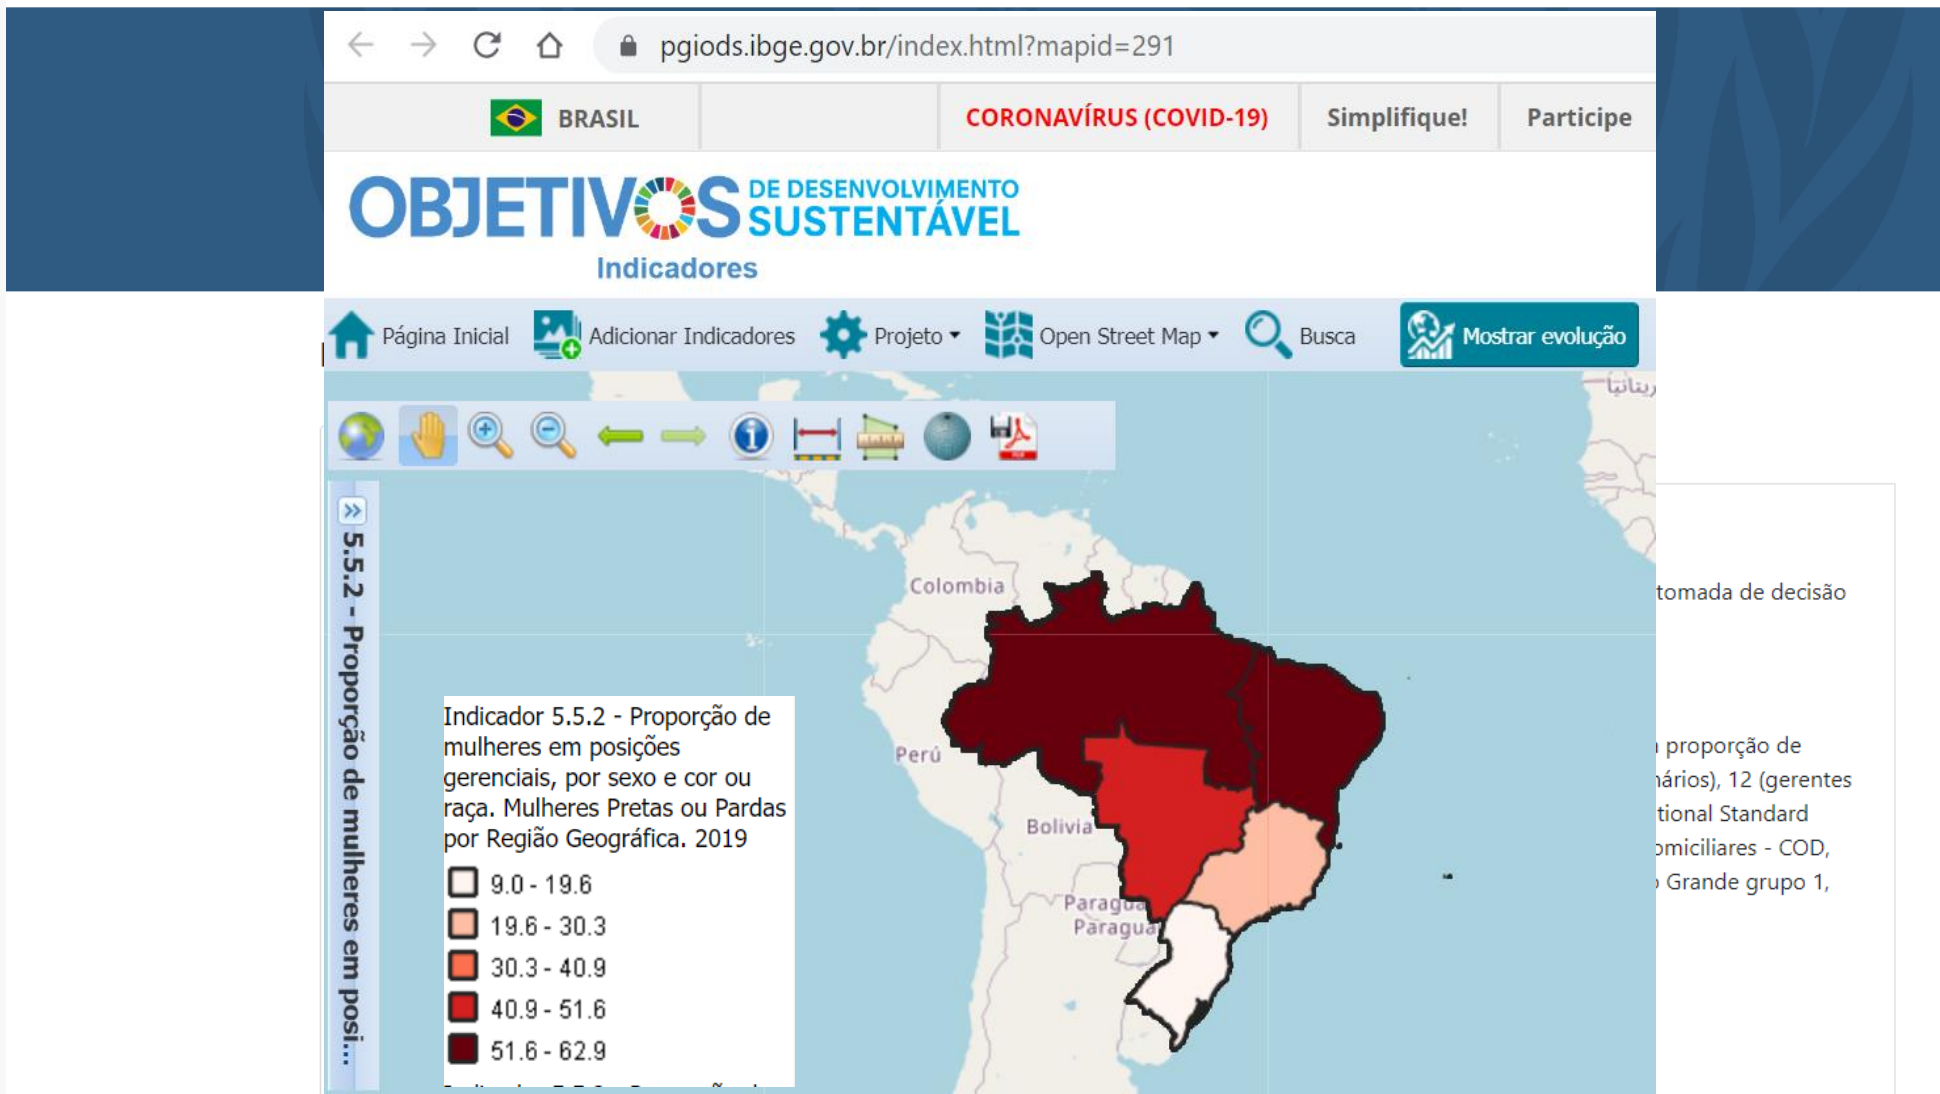 pgiods.ibge.gov.br/index.html?mapid=291
BRASIL
CORONAVÍRUS (COVID-19)
Simplifique!
Participe
OBJETIVOS DE DESENVOLVIMENTO
SUSTENTÁVEL
Indicadores
Página Inicial
Adicionar Indicadores
Projeto
Open Street Map
Busca
Mostrar evolução
5.5.2 - Proporção de mulheres em posi...
Colombia
Perú
Bolivia
Indicador 5.5.2 - Proporção de
mulheres em posições
gerenciais, por sexo e cor ou
raça. Mulheres Pretas ou Pardas
por Região Geográfica. 2019
9.0 - 19.6
19.6 - 30.3
30.3 - 40.9
40.9 - 51.6
51.6 - 62.9
tomada de decisão
proporção de
12 (gerentes
Standard
- COD,
Grande grupo 1,